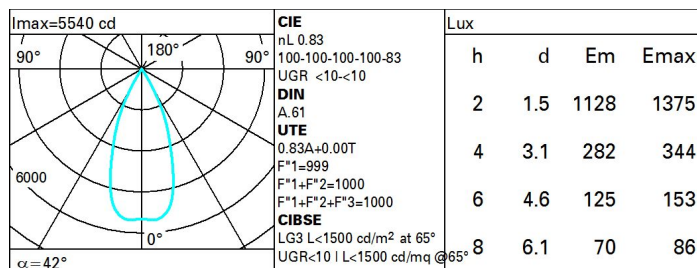 Imax=5540 cd
90°
180°
90°
6000
0°
α=42°
CIE
nL 0.83
100-100-100-100-83
UGR <10-<10
DIN
A.61
UTE
0.83A+0.00T
F"1=999
F"1+F"2=1000
F"1+F"2+F"3=1000
CIBSE
LG3 L<1500 cd/m² at 65°
UGR<10 | L<1500 cd/mq @65°
Lux
h d Em Emax
2 1.5 1128 1375
4 3.1 282 344
6 4.6 125 153
8 6.1 70 86